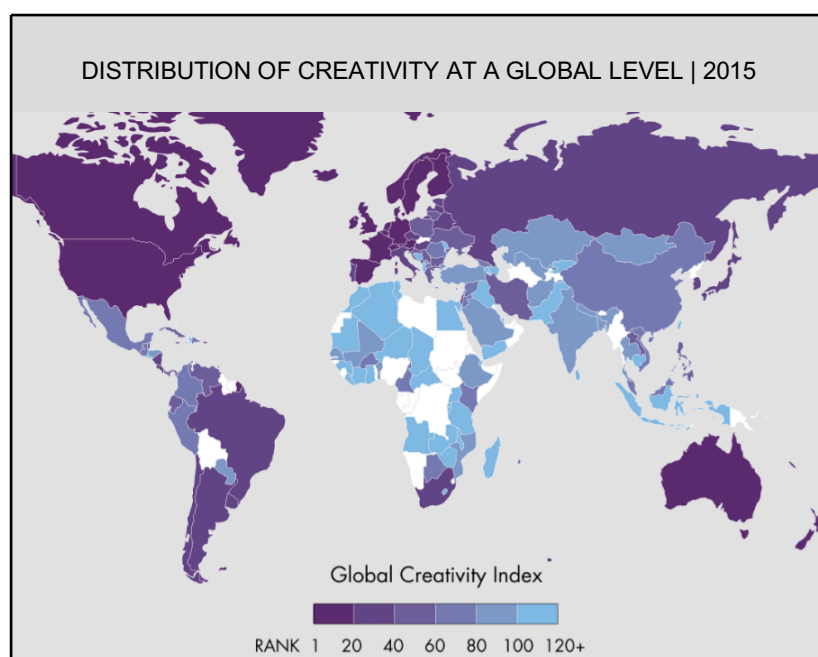 DISTRIBUTION OF CREATIVITY AT A GLOBAL LEVEL | 2015
Global Creativity Index
RANK 1 20 40 60 80 100 120+